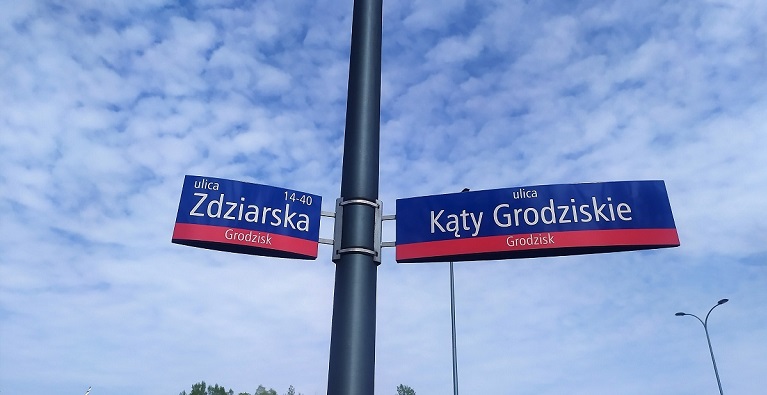 ulica
14-40
Zdziarska
Grodzisk
ulica
Kąty Grodziskie
Grodzisk